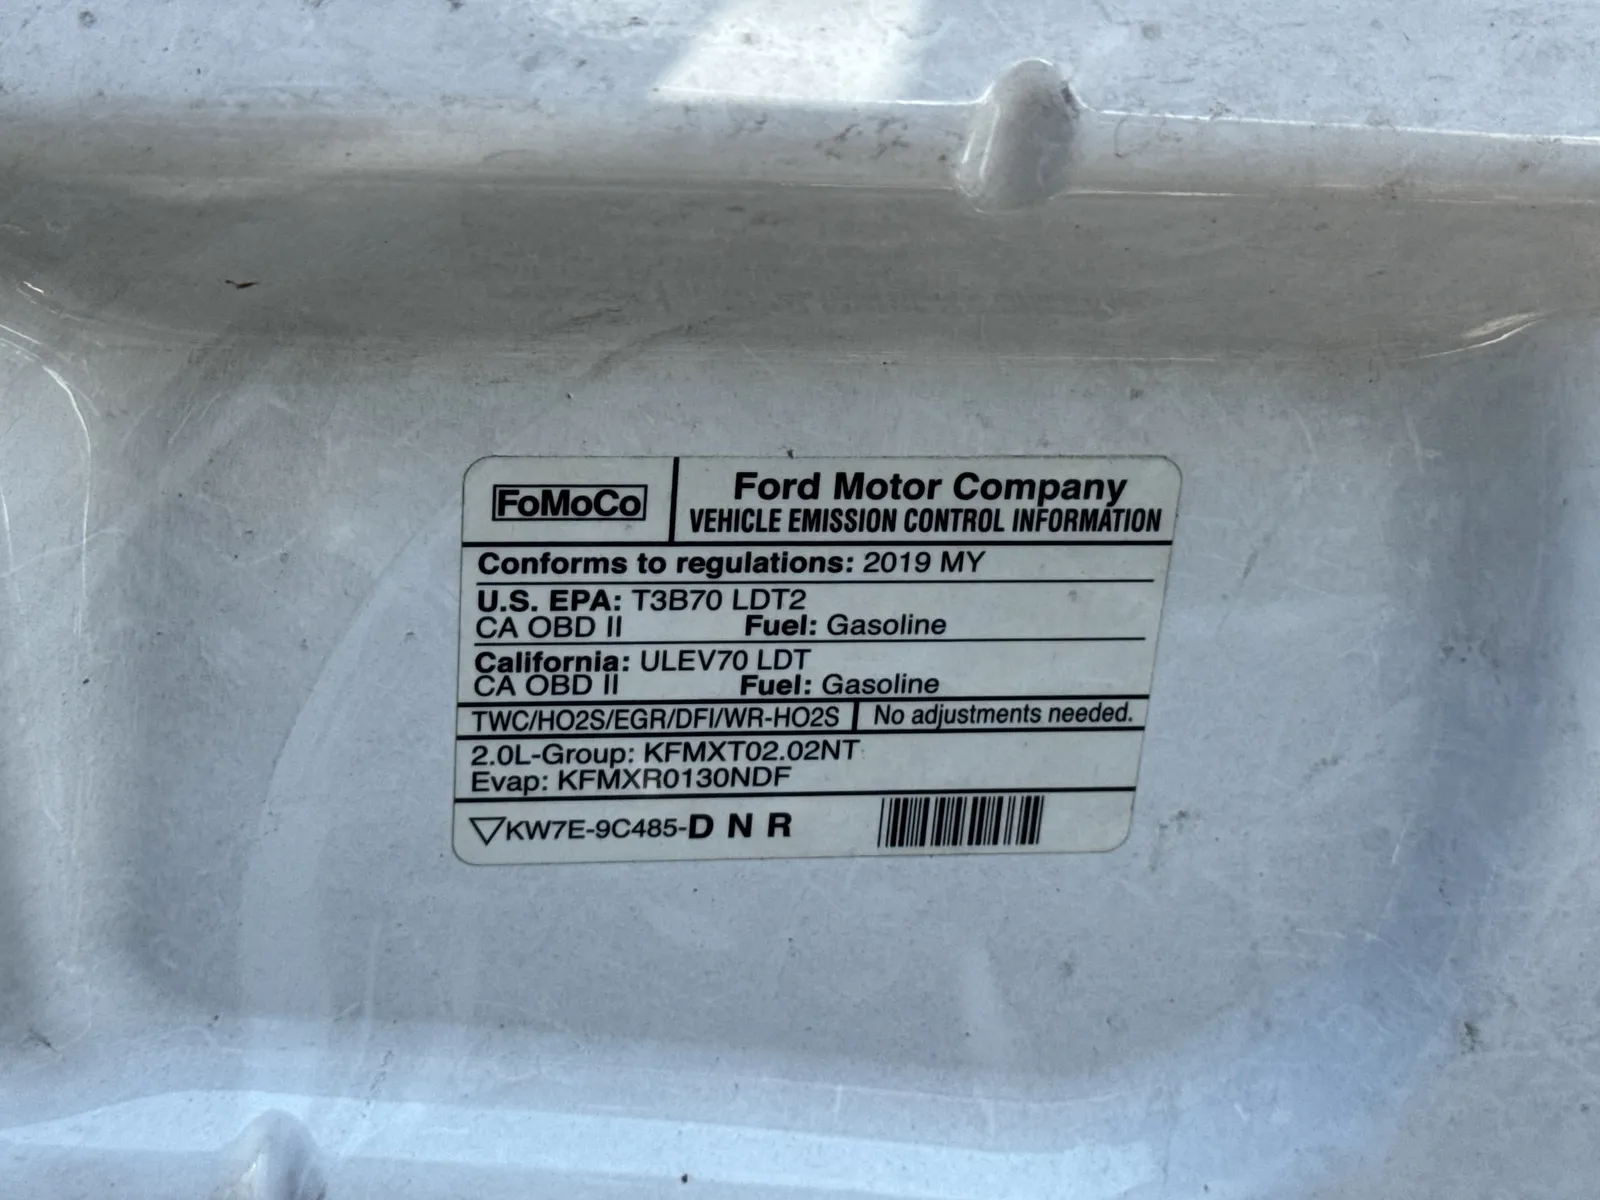 FoMoCo
Ford Motor Company
VEHICLE EMISSION CONTROL INFORMATION
Conforms to regulations: 2019 MY
U.S. EPA: T3B70 LDT2
CA OBD II Fuel: Gasoline
California: ULEV70 LDT
CA OBD II Fuel: Gasoline
TWC/HO2S/EGR/DFI/WR-HO2S No adjustments needed.
2.0L-Group: KFMXT02.02NT
Evap: KFMXR0130NDF
▽KW7E-9C485-D N R